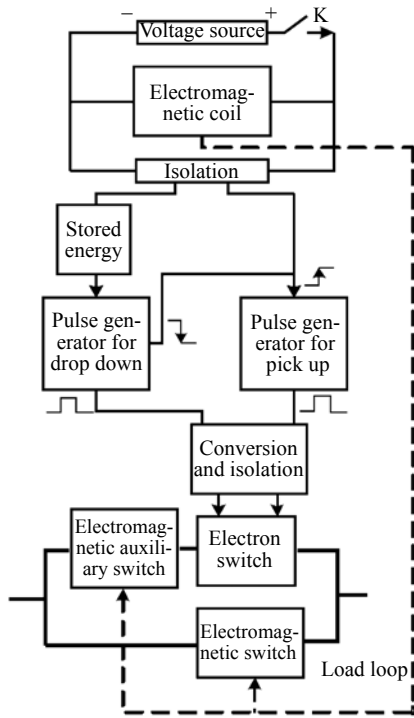 − + K
Voltage source
Electromag-
netic coil
Isolation
Stored
energy
Pulse gen-
erator for
drop down
Pulse gen-
erator for
pick up
Conversion
and isolation
Electromag-
netic auxili-
ary switch
Electron
switch
Electromag-
netic switch
Load loop